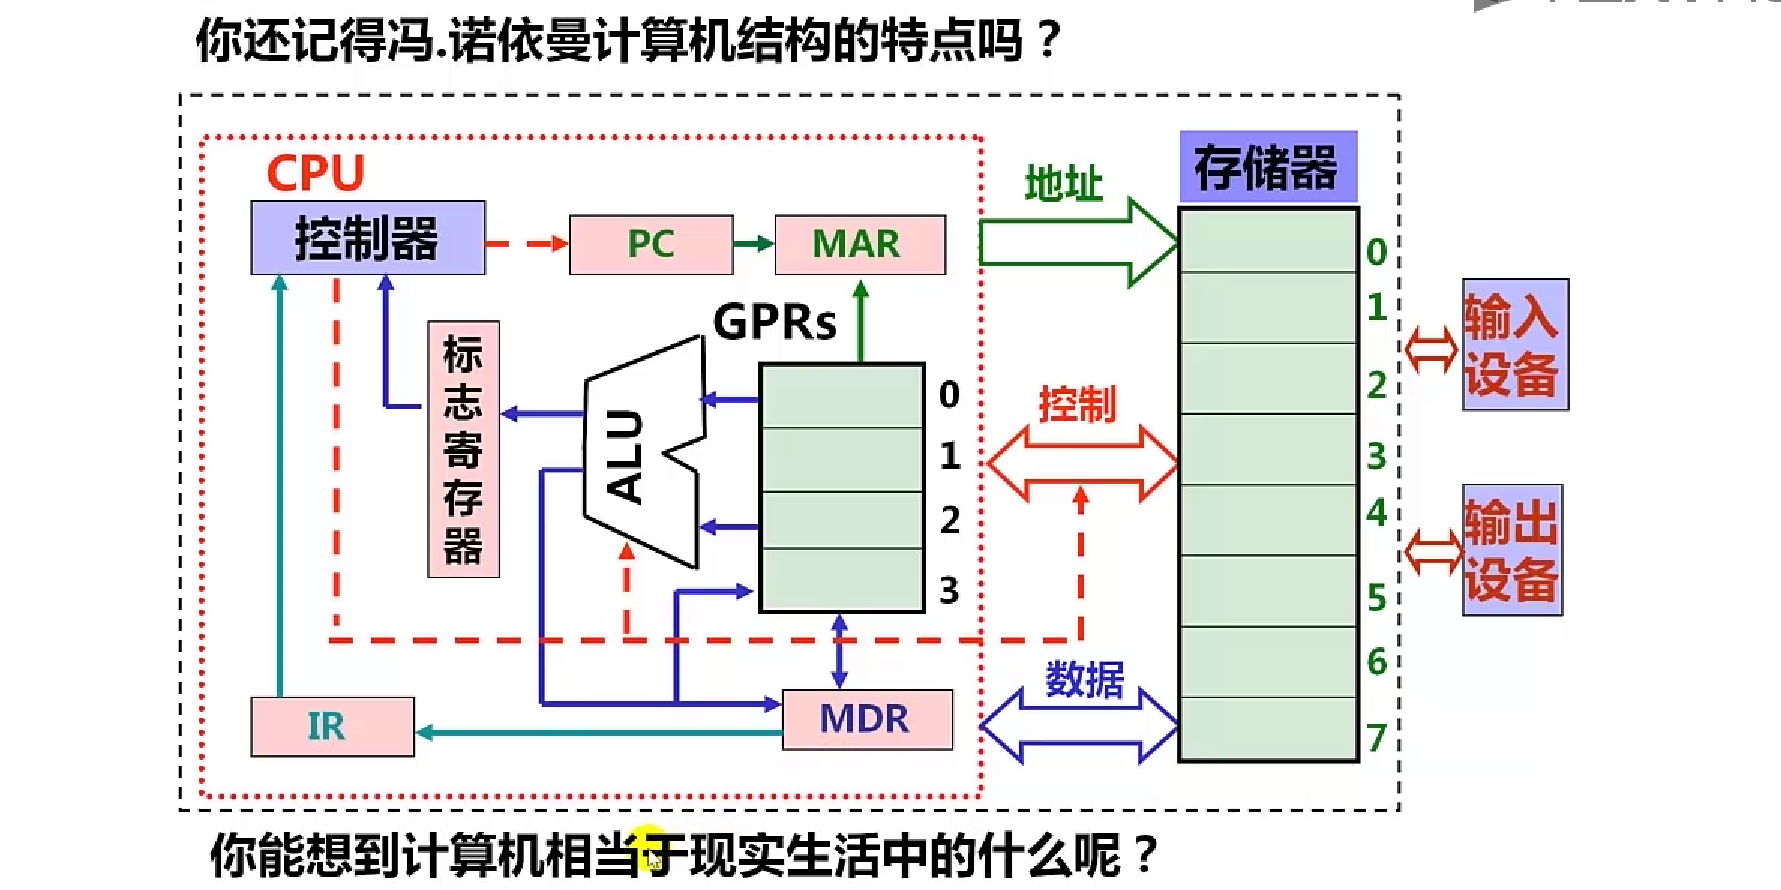 你还记得冯.诺依曼计算机结构的特点吗？
CPU
控制器
PC
MAR
地址
存储器
GPRs
标志寄存器
ALU
0
1
2
3
控制
IR
MDR
数据
0
1
2
3
4
5
6
7
输入
设备
输出
设备
你能想到计算机相当于现实生活中的什么呢？